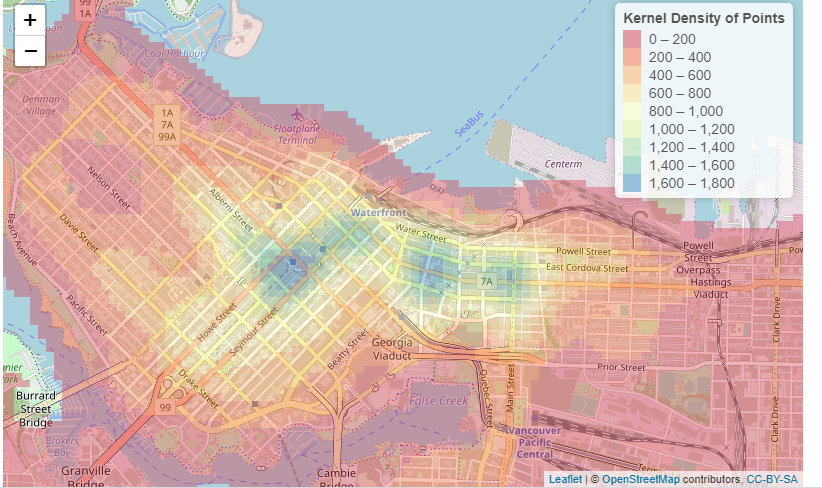 +
−
99
1A
Coal Harbour
Denman
Village
1A
7A
99A
Floatplane
Terminal
SeaBus
Centerm
Kernel Density of Points
0 – 200
200 – 400
400 – 600
600 – 800
800 – 1,000
1,000 – 1,200
1,200 – 1,400
1,400 – 1,600
1,600 – 1,800
Nelson Street
Alberni Street
Waterfront
Water Street
Davie Street
Beach Avenue
Powell Street
East Cordova Street
Powell
Street
Overpass
Hastings
Viaduct
7A
Pacific Street
Howe Street
Seymour Street
Beatty Street
Georgia
Viaduct
Clark Drive
Prior Street
Drake Street
Quebec Street
Main Street
Burrard
Street
Bridge
99
False Creek
Clark Drive
Brokers
Bay
Vancouver
Pacific
Central
Granville
Bridge
Cambie
Bridge
Leaflet | © OpenStreetMap contributors, CC-BY-SA